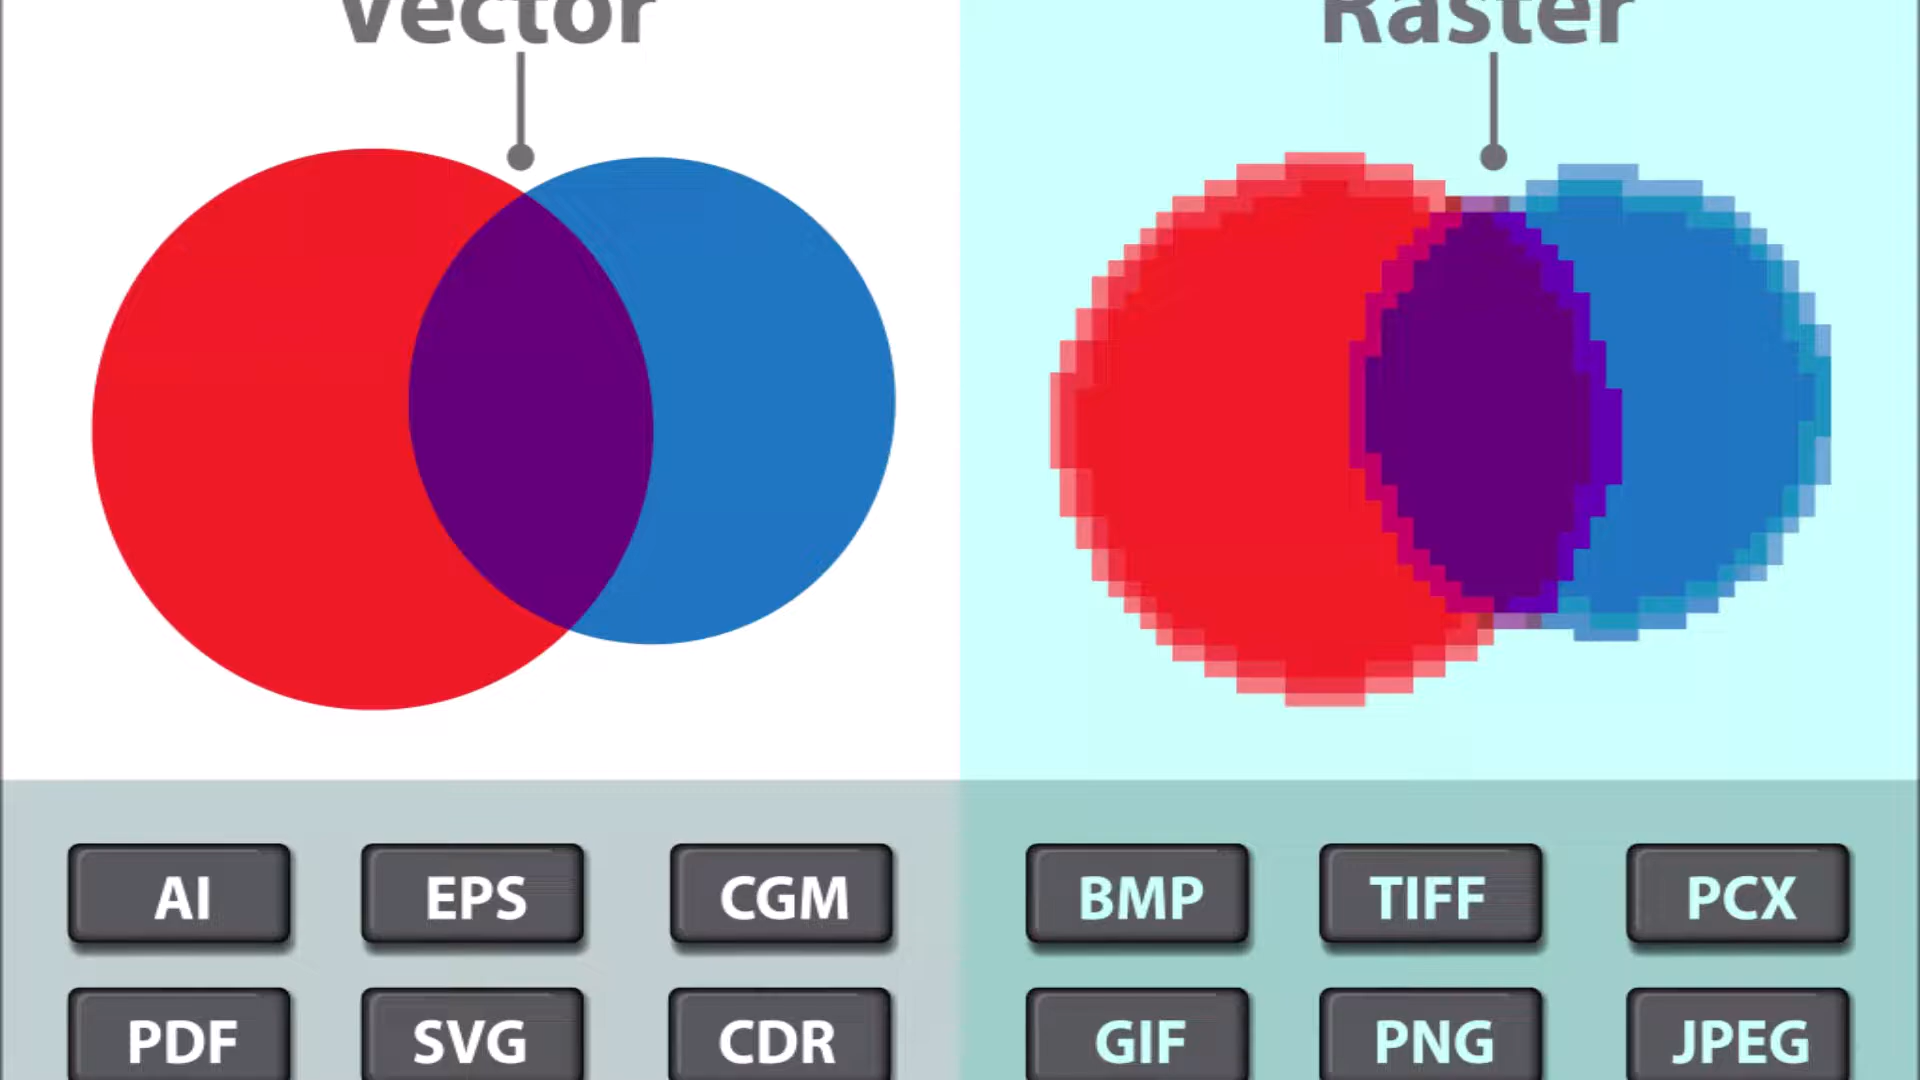 Vector
Raster
AI EPS CGM
PDF SVG CDR
BMP TIFF PCX
GIF PNG JPEG